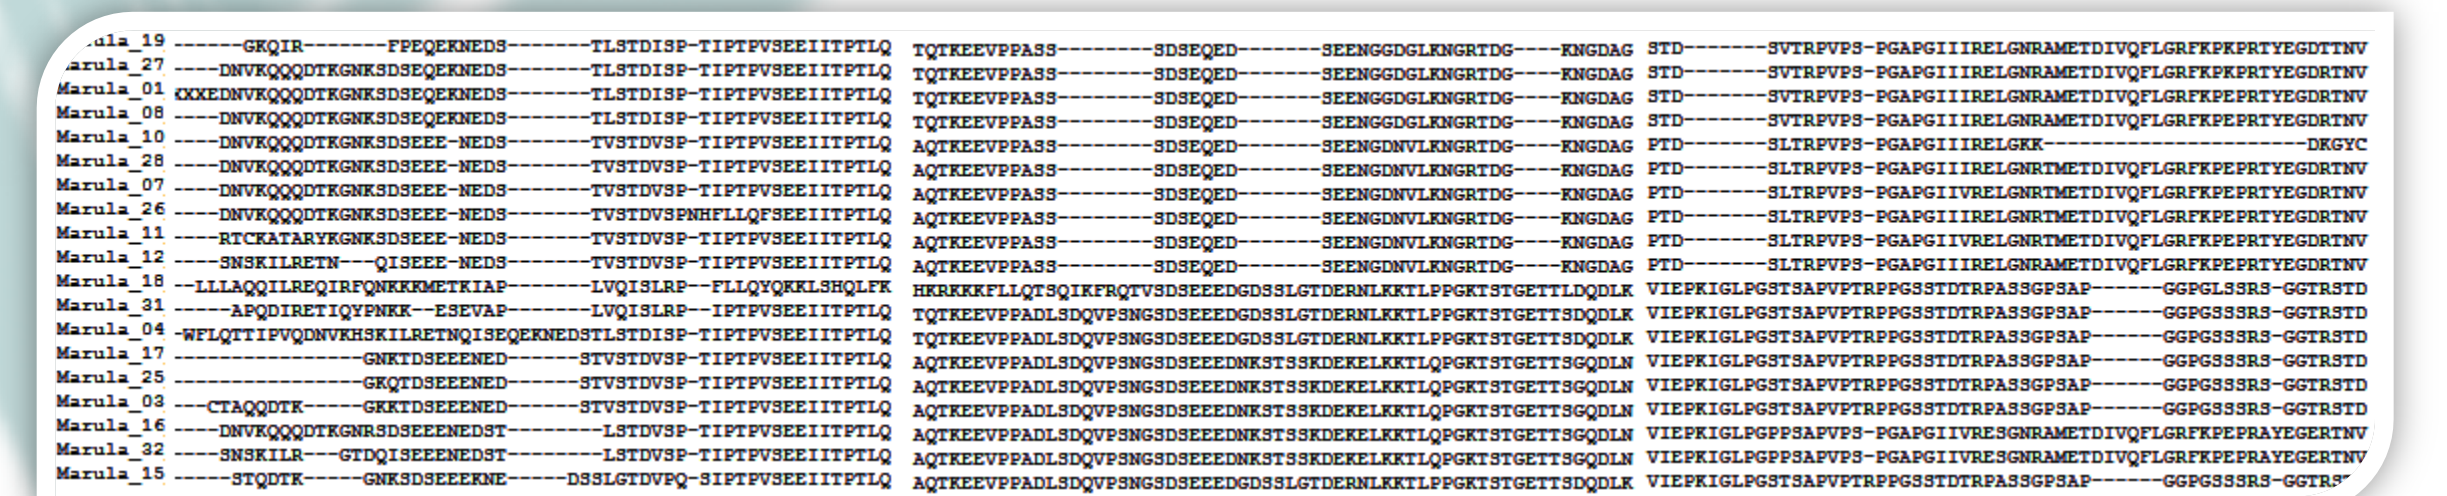 ula_19 ------GKQIR-------FPEQEKNEDS-------TLSTDISP-TIPTPVSEEIITPTLQ TQTKEEVPPASS--------SDSEQED-------SEENGGDGLKNGRTDG----KNGDAG STD-------SVTRPVPS-PGAPGIIIRELGNRAMETDIVQFLGRFKPKPRTYEGDTTNV
arula_27 ----DNVKQQQDTKGNKSDSEQEKNEDS-------TLSTDISP-TIPTPVSEEIITPTLQ TQTKEEVPPASS--------SDSEQED-------SEENGGDGLKNGRTDG----KNGDAG STD-------SVTRPVPS-PGAPGIIIRELGNRAMETDIVQFLGRFKPKPRTYEGDRTNV
Marula_01 XXXEDNVKQQQDTKGNKSDSEQEKNEDS-------TLSTDISP-TIPTPVSEEIITPTLQ TQTKEEVPPASS--------SDSEQED-------SEENGGDGLKNGRTDG----KNGDAG STD-------SVTRPVPS-PGAPGIIIRELGNRAMETDIVQFLGRFKPEPRTYEGDRTNV
Marula_08 ----DNVKQQQDTKGNKSDSEQEKNEDS-------TLSTDISP-TIPTPVSEEIITPTLQ TQTKEEVPPASS--------SDSEQED-------SEENGGDGLKNGRTDG----KNGDAG STD-------SVTRPVPS-PGAPGIIIRELGNRAMETDIVQFLGRFKPEPRTYEGDRTNV
Marula_10 ----DNVKQQQDTKGNKSDSEEE-NEDS-------TVSTDVSP-TIPTPVSEEIITPTLQ AQTKEEVPPASS--------SDSEQED-------SEENGDNVLKNGRTDG----KNGDAG PTD-------SLTRPVPS-PGAPGIIIRELGKK----------------------DKGYC
Marula_28 ----DNVKQQQDTKGNKSDSEEE-NEDS-------TVSTDVSP-TIPTPVSEEIITPTLQ AQTKEEVPPASS--------SDSEQED-------SEENGDNVLKNGRTDG----KNGDAG PTD-------SLTRPVPS-PGAPGIIIRELGNRTMETDIVQFLGRFKPEPRTYEGDRTNV
Marula_07 ----DNVKQQQDTKGNKSDSEEE-NEDS-------TVSTDVSP-TIPTPVSEEIITPTLQ AQTKEEVPPASS--------SDSEQED-------SEENGDNVLKNGRTDG----KNGDAG PTD-------SLTRPVPS-PGAPGIIVRELGNRTMETDIVQFLGRFKPEPRTYEGDRTNV
Marula_26 ----DNVKQQQDTKGNKSDSEEE-NEDS-------TVSTDVSPNHFLLQFSEEIITPTLQ AQTKEEVPPASS--------SDSEQED-------SEENGDNVLKNGRTDG----KNGDAG PTD-------SLTRPVPS-PGAPGIIIRELGNRTMETDIVQFLGRFKPEPRTYEGDRTNV
Marula_11 ----RTCKATARYKGNKSDSEEE-NEDS-------TVSTDVSP-TIPTPVSEEIITPTLQ AQTKEEVPPASS--------SDSEQED-------SEENGDNVLKNGRTDG----KNGDAG PTD-------SLTRPVPS-PGAPGIIVRELGNRTMETDIVQFLGRFKPEPRTYEGDRTNV
Marula_12 ----SNSKILRETN---QISEEE-NEDS-------TVSTDVSP-TIPTPVSEEIITPTLQ AQTKEEVPPASS--------SDSEQED-------SEENGDNVLKNGRTDG----KNGDAG PTD-------SLTRPVPS-PGAPGIIIRELGNRAMETDIVQFLGRFKPEPRTYEGDRTNV
Marula_18 --LLLAQQILREQIRFQNKKKMETKIAP-------LVQISLRP--FLLQYQKKLSHQLFK HKRKKKFLLQTSQIKFRQTVSDSEEEDGDSSLGTDERNLKKTLPPGKTSTGETTLDQDLK VIEPKIGLPGSTSAPVPTRPPGSSTDTRPASSGPSAP------GGPGLSSRS-GGTRSTD
Marula_31 -----APQDIRETIQYPNKK--ESEVAP-------LVQISLRP--IPTPVSEEIITPTLQ TQTKEEVPPADLSDQVPSNGSDSEEEDGDSSLGTDERNLKKTLPPGKTSTGETTSDQDLK VIEPKIGLPGSTSAPVPTRPPGSSTDTRPASSGPSAP------GGPGSSSRS-GGTRSTD
Marula_04 -WFLQTTIPVQDNVKHSKILRETNQISEQEKNEDSTLSTDISP-TIPTPVSEEIITPTLQ TQTKEEVPPADLSDQVPSNGSDSEEEDGDSSLGTDERNLKKTLPPGKTSTGETTSDQDLK VIEPKIGLPGSTSAPVPTRPPGSSTDTRPASSGPSAP------GGPGSSSRS-GGTRSTD
Marula_17 ----------------GNKTDSEEENED------STVSTDVSP-TIPTPVSEEIITPTLQ AQTKEEVPPADLSDQVPSNGSDSEEEDNKSTSSKDEKELKKTLQPGKTSTGETTSGQDLN VIEPKIGLPGSTSAPVPTRPPGSSTDTRPASSGPSAP------GGPGSSSRS-GGTRSTD
Marula_25 ----------------GKQTDSEEENED------STVSTDVSP-TIPTPVSEEIITPTLQ AQTKEEVPPADLSDQVPSNGSDSEEEDNKSTSSKDEKELKKTLQPGKTSTGETTSGQDLN VIEPKIGLPGSTSAPVPTRPPGSSTDTRPASSGPSAP------GGPGSSSRS-GGTRSTD
Marula_03 ---CTAQQDTK-----GKKTDSEEENED------STVSTDVSP-TIPTPVSEEIITPTLQ AQTKEEVPPADLSDQVPSNGSDSEEEDNKSTSSKDEKELKKTLQPGKTSTGETTSGQDLN VIEPKIGLPGSTSAPVPTRPPGSSTDTRPASSGPSAP------GGPGSSSRS-GGTRSTD
Marula_16 ----DNVKQQQDTKGNRSDSEEENEDST--------LSTDVSP-TIPTPVSEEIITPTLQ AQTKEEVPPADLSDQVPSNGSDSEEEDNKSTSSKDEKELKKTLQPGKTSTGETTSGQDLN VIEPKIGLPGPPSAPVPS-PGAPGIIVRESGNRAMETDIVQFLGRFKPEPRAYEGERTNV
Marula_32 ----SNSKILR---GTDQISEEENEDST--------LSTDVSP-TIPTPVSEEIITPTLQ AQTKEEVPPADLSDQVPSNGSDSEEEDNKSTSSKDEKELKKTLQPGKTSTGETTSGQDLN VIEPKIGLPGPPSAPVPS-PGAPGIIVRESGNRAMETDIVQFLGRFKPEPRAYEGERTNV
Marula_15 -----STQDTK-----GNKSDSEEEKNE-----DSSLGTDVPQ-SIPTPVSEEIITPTLQ AQTKEEVPPADLSDQVPSNGSDSEEEDGDSSLGTDERNLKKTLPPGKTSTGETTSGQDLN VIEPKIGLPGSTSAPVPTRPPGSSTDTRPASSGPSAP------GGPGSSSRS-GGTRS